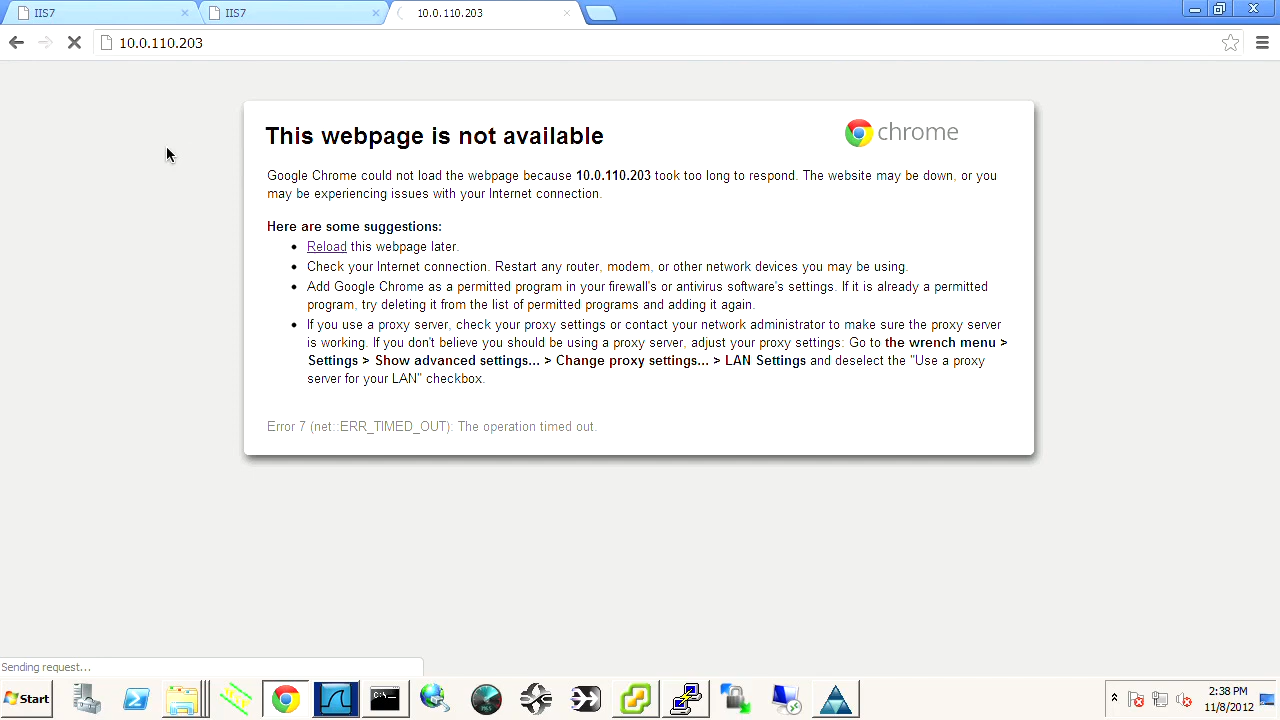 IIS7
IIS7
10.0.110.203
10.0.110.203
This webpage is not available
chrome
Google Chrome could not load the webpage because 10.0.110.203 took too long to respond. The website may be down, or you
may be experiencing issues with your Internet connection.
Here are some suggestions:
Reload this webpage later.
Check your Internet connection. Restart any router, modem, or other network devices you may be using.
Add Google Chrome as a permitted program in your firewall's or antivirus software's settings. If it is already a permitted
program, try deleting it from the list of permitted programs and adding it again.
If you use a proxy server, check your proxy settings or contact your network administrator to make sure the proxy server
is working. If you don't believe you should be using a proxy server, adjust your proxy settings: Go to the wrench menu >
Settings > Show advanced settings... > Change proxy settings... > LAN Settings and deselect the "Use a proxy
server for your LAN" checkbox.
Error 7 (net::ERR_TIMED_OUT): The operation timed out.
Sending request...
Start
2:38 PM
11/8/2012